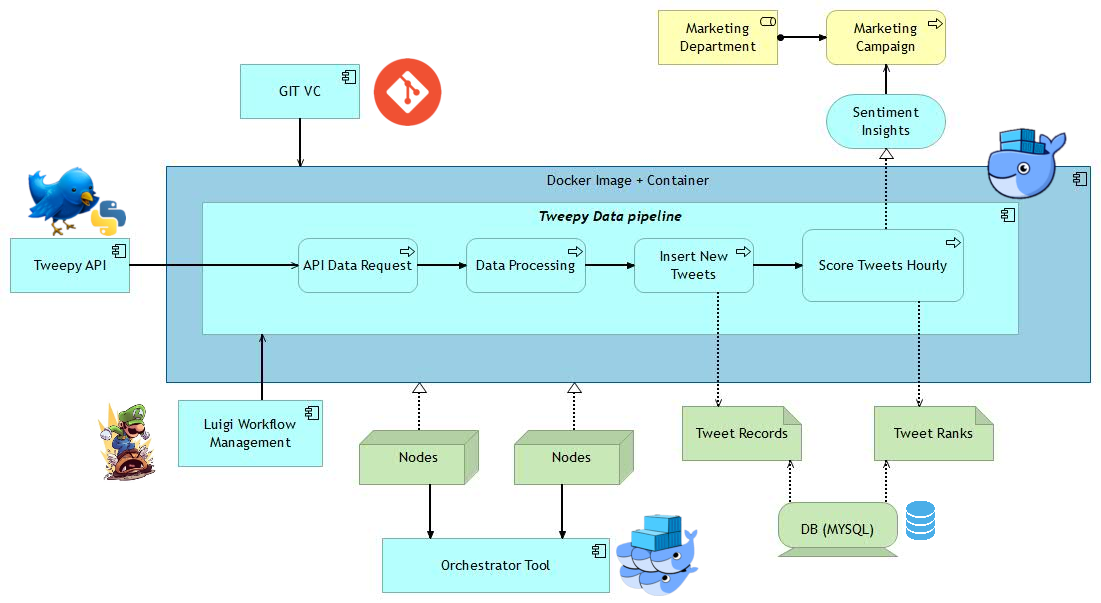 Marketing
Department
Marketing
Campaign
GIT VC
Sentiment
Insights
Docker Image + Container
Tweepy Data pipeline
Tweepy API
API Data Request
Data Processing
Insert New
Tweets
Score Tweets Hourly
Luigi Workflow
Management
Nodes
Nodes
Tweet Records
Tweet Ranks
DB (MYSQL)
Orchestrator Tool